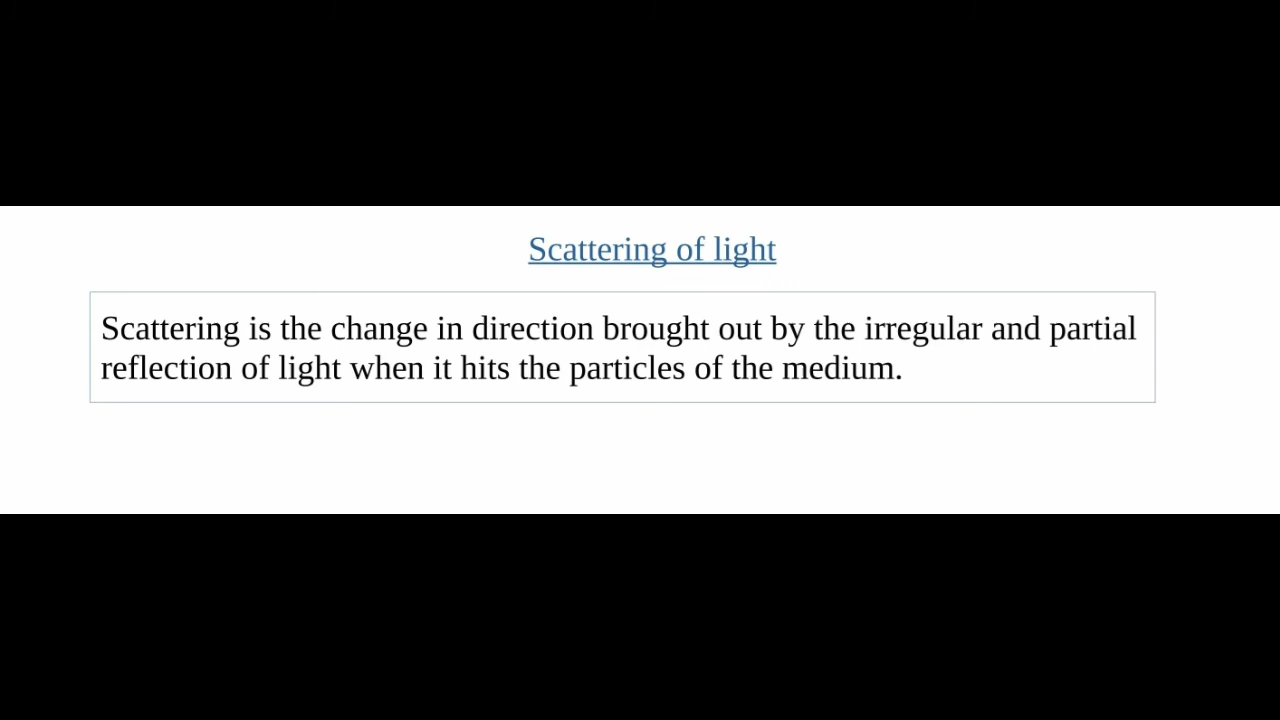 Scattering of light
Scattering is the change in direction brought out by the irregular and partial
reflection of light when it hits the particles of the medium.